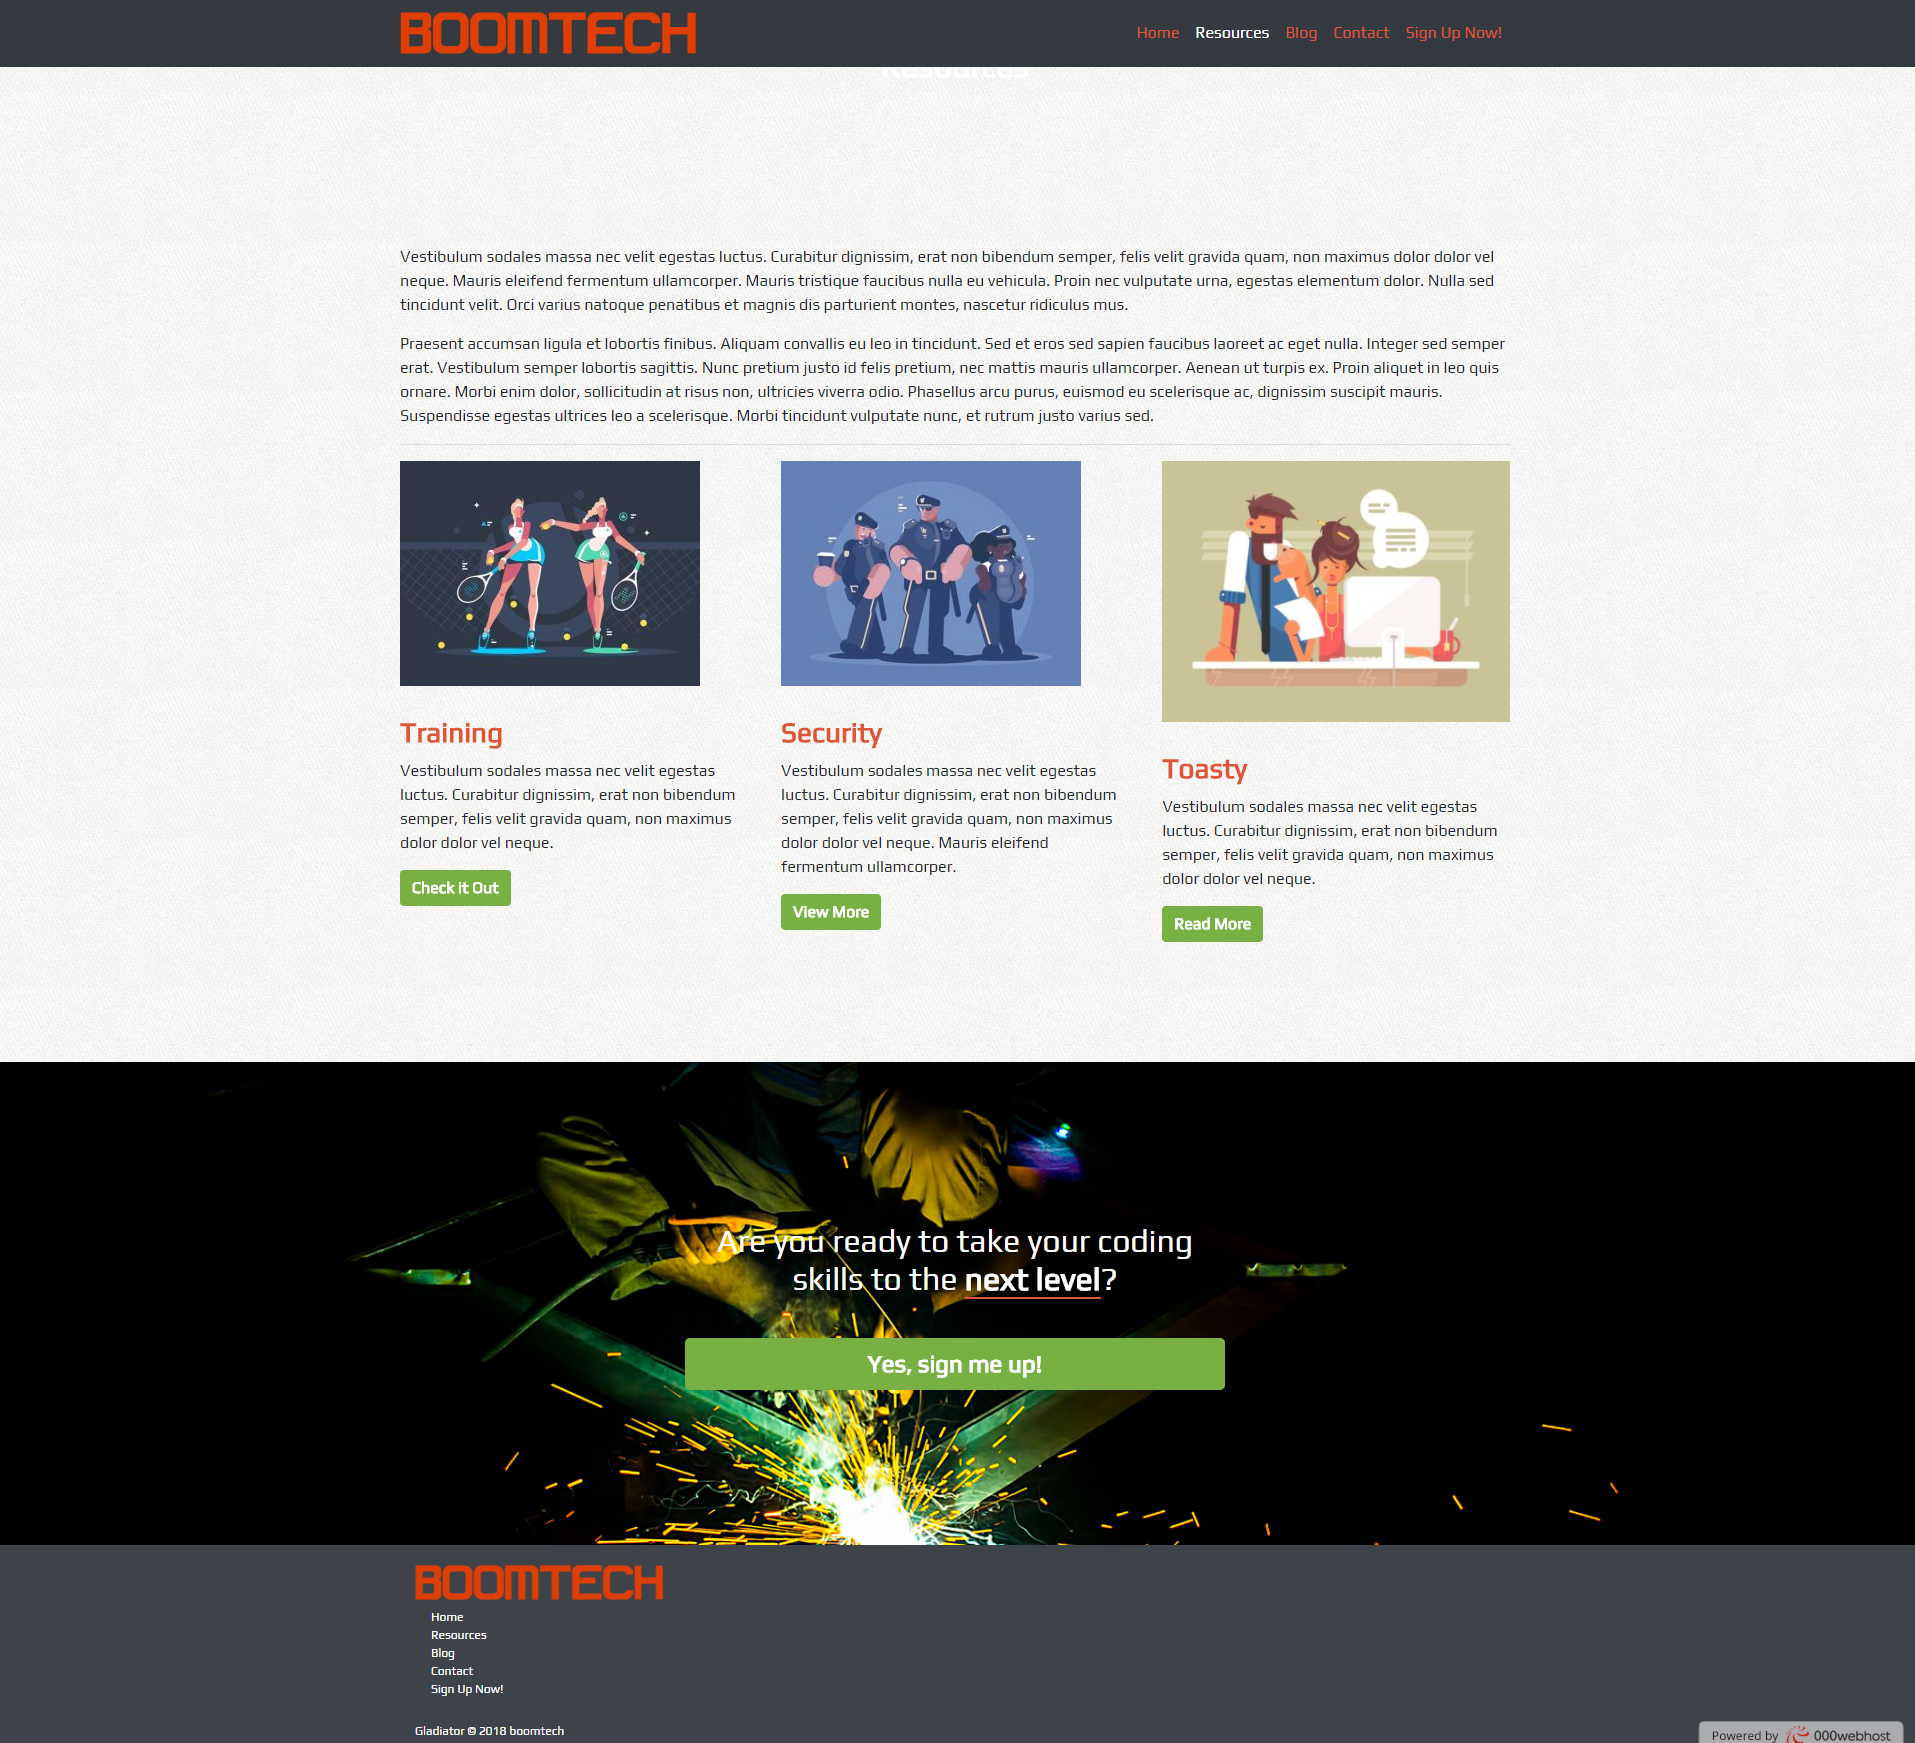 BOOMTECH
Home Resources Blog Contact Sign Up Now!
Resources
Vestibulum sodales massa nec velit egestas luctus. Curabitur dignissim, erat non bibendum semper, felis velit gravida quam, non maximus dolor dolor vel
neque. Mauris eleifend fermentum ullamcorper. Mauris tristique faucibus nulla eu vehicula. Proin nec vulputate urna, egestas elementum dolor. Nulla sed
tincidunt velit. Orci varius natoque penatibus et magnis dis parturient montes, nascetur ridiculus mus.
Praesent accumsan ligula et lobortis finibus. Aliquam convallis eu leo in tincidunt. Sed et eros sed sapien faucibus laoreet ac eget nulla. Integer sed semper
erat. Vestibulum semper lobortis sagittis. Nunc pretium justo id felis pretium, nec mattis mauris ullamcorper. Aenean ut turpis ex. Proin aliquet in leo quis
ornare. Morbi enim dolor, sollicitudin at risus non, ultricies viverra odio. Phasellus arcu purus, euismod eu scelerisque ac, dignissim suscipit mauris.
Suspendisse egestas ultrices leo a scelerisque. Morbi tincidunt vulputate nunc, et rutrum justo varius sed.
Training
Vestibulum sodales massa nec velit egestas
luctus. Curabitur dignissim, erat non bibendum
semper, felis velit gravida quam, non maximus
dolor dolor vel neque.
Check it Out
Security
Vestibulum sodales massa nec velit egestas
luctus. Curabitur dignissim, erat non bibendum
semper, felis velit gravida quam, non maximus
dolor dolor vel neque. Mauris eleifend
fermentum ullamcorper.
View More
Toasty
Vestibulum sodales massa nec velit egestas
luctus. Curabitur dignissim, erat non bibendum
semper, felis velit gravida quam, non maximus
dolor dolor vel neque.
Read More
Are you ready to take your coding
skills to the next level?
Yes, sign me up!
BOOMTECH
Home
Resources
Blog
Contact
Sign Up Now!
Gladiator © 2018 boomtech
Powered by 000webhost